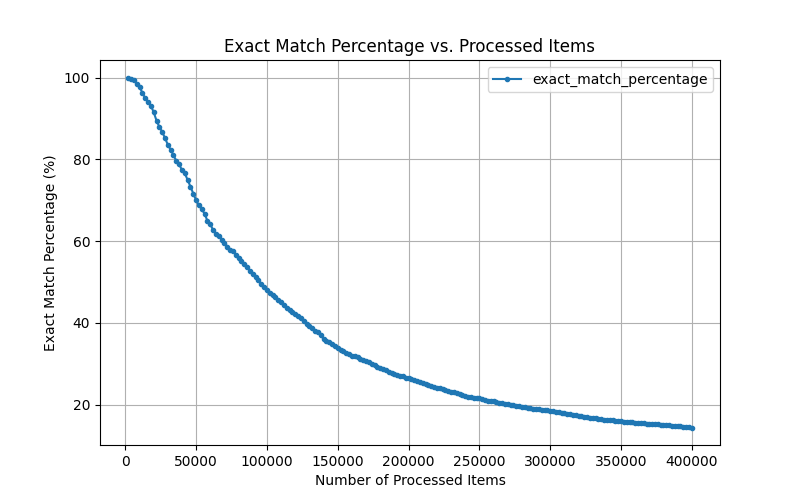 Exact Match Percentage vs. Processed Items
exact_match_percentage
Exact Match Percentage (%)
100
80
60
40
20
0 50000 100000 150000 200000 250000 300000 350000 400000
Number of Processed Items